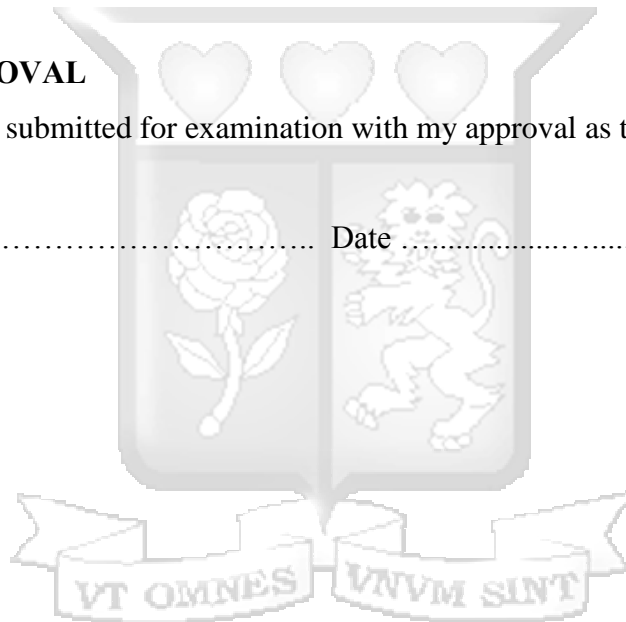 OVAL
submitted for examination with my approval as t
…………………………….. Date …................…....
VT OMNES VNVM SINT